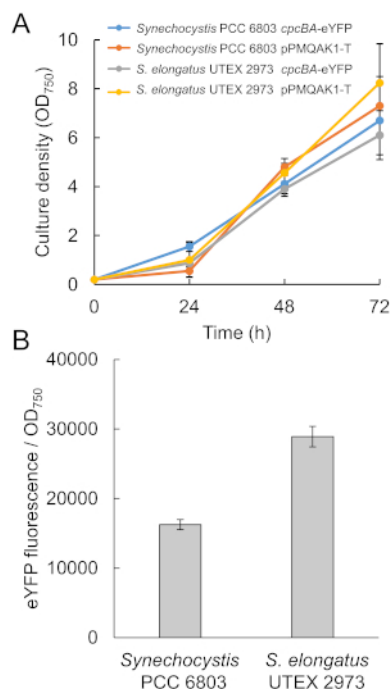 A
Synechocystis PCC 6803 cpcBA-eYFP
Synechocystis PCC 6803 pPMQAK1-T
S. elongatus UTEX 2973 cpcBA-eYFP
S. elongatus UTEX 2973 pPMQAK1-T
Culture density (OD750)
10
8
6
4
2
0
0 24 48 72
Time (h)
B
eYFP fluorescence / OD750
40000
30000
20000
10000
0
Synechocystis
PCC 6803
S. elongatus
UTEX 2973